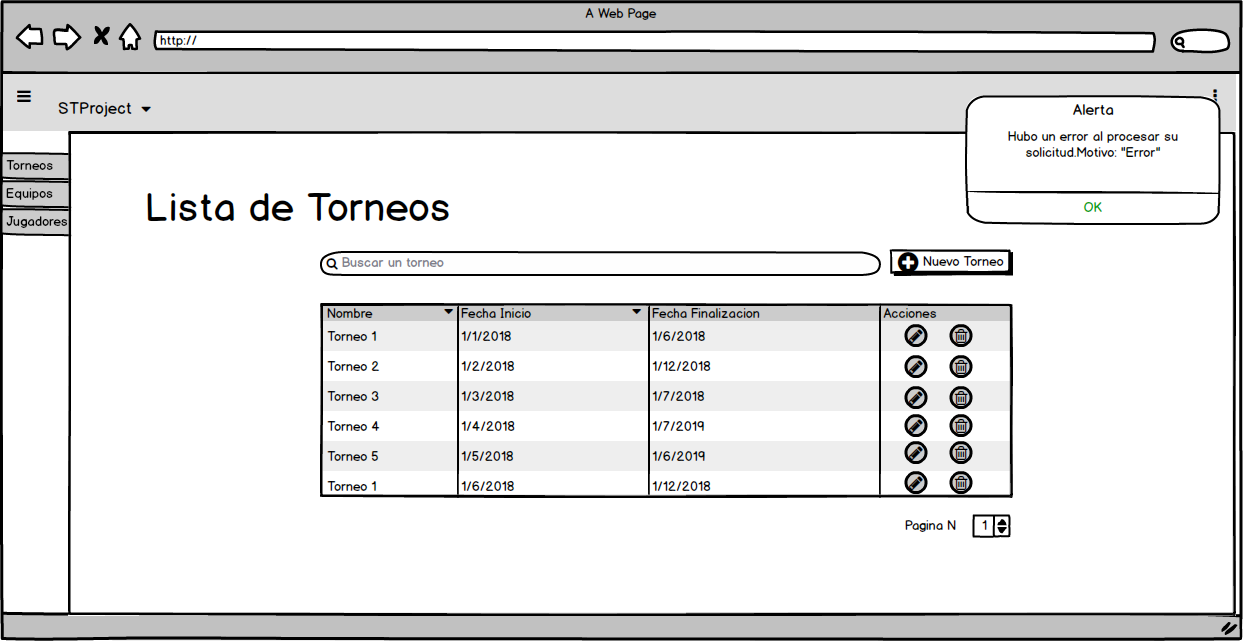 A Web Page
http://
STProject
Alerta
Hubo un error al procesar su
solicitud.Motivo: "Error"
OK
Torneos
Equipos
Jugadores
Lista de Torneos
Buscar un torneo
Nuevo Torneo
Nombre Fecha Inicio Fecha Finalizacion Acciones
Torneo 1 1/1/2018 1/6/2018
Torneo 2 1/2/2018 1/12/2018
Torneo 3 1/3/2018 1/7/2018
Torneo 4 1/4/2018 1/7/2019
Torneo 5 1/5/2018 1/6/2019
Torneo 1 1/6/2018 1/12/2018
Pagina N 1